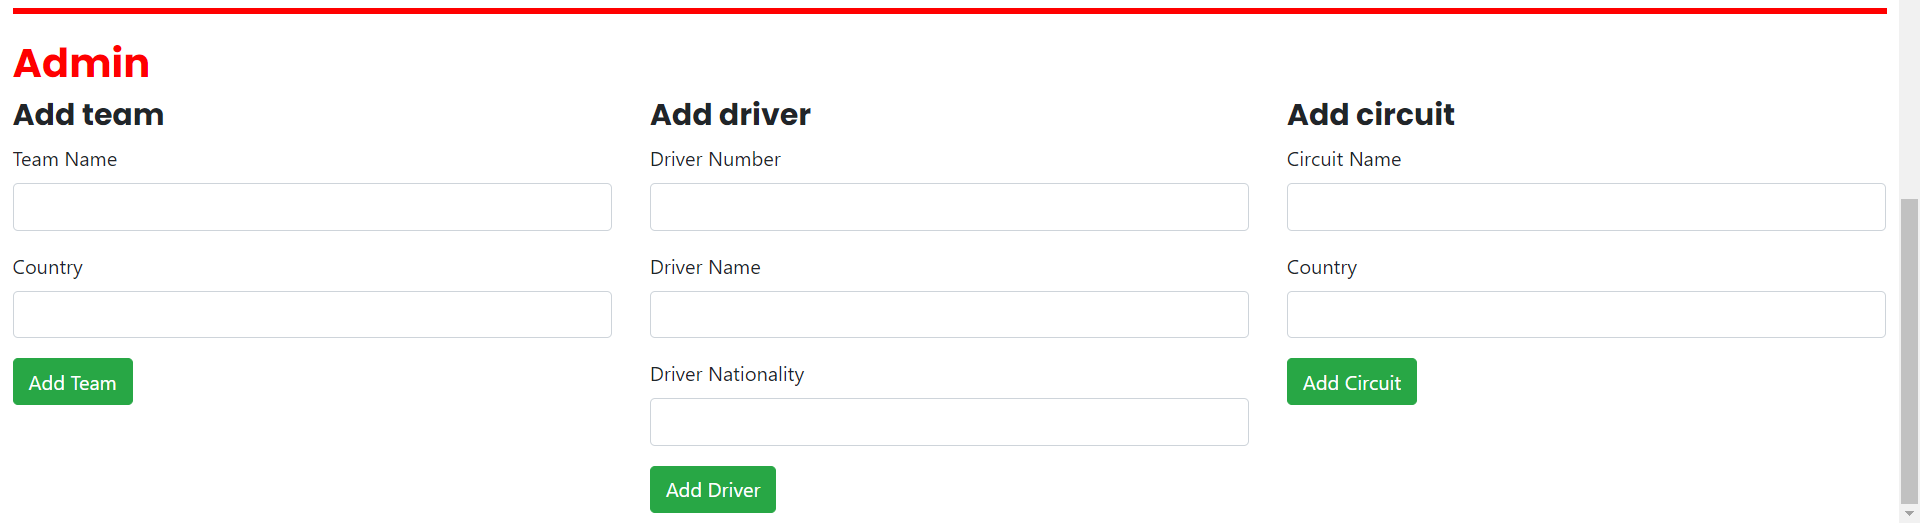 Admin
Add team
Team Name
Country
Add Team
Add driver
Driver Number
Driver Name
Driver Nationality
Add Driver
Add circuit
Circuit Name
Country
Add Circuit